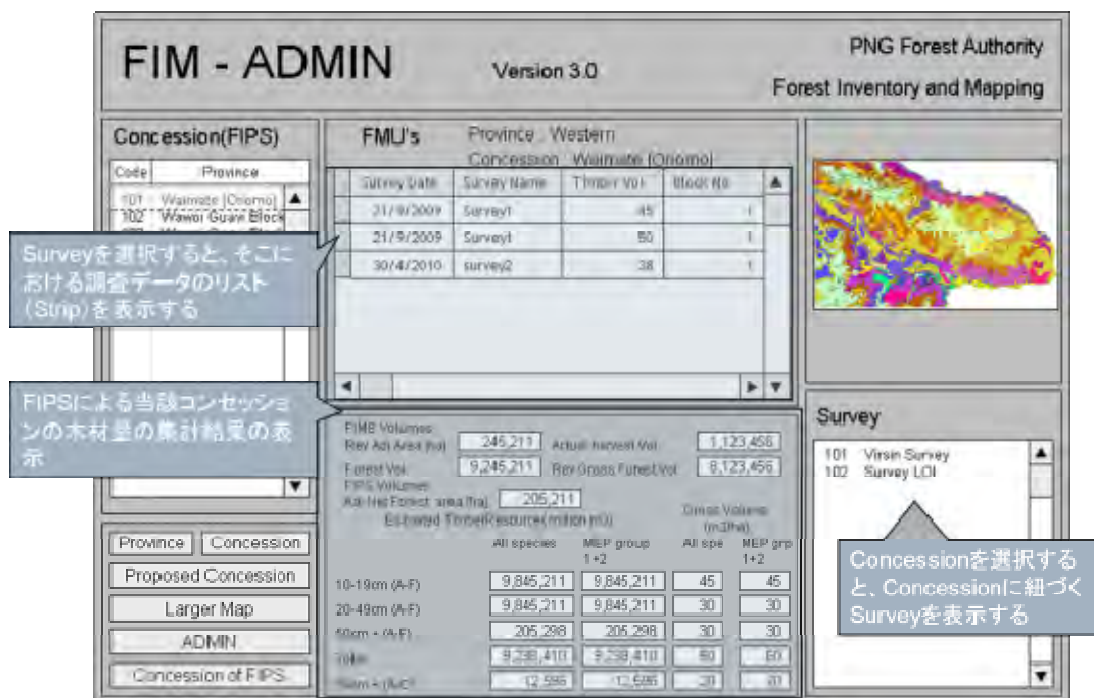 FIM - ADMIN
Version 3.0
PNG Forest Authority
Forest Inventory and Mapping
Concession(FIPS)
Code Province
101 Waimate [Oriomo]
102 Wawoi Guavi Block
Surveyを選択すると、そこに
おける調査データのリスト
(Strip)を表示する
FIPSによる当該コンセッショ
ンの木材量の集計結果の表
示
Province Concession
Proposed Concession
Larger Map
ADIMIN
Concession of FIPS
FMU's
Province : Western
Concession Waimate [Oriomo]
Survey Date Survey Name Timber Vol Block No
21/9/2009 Survey1 45 1
21/9/2009 Survey1 50 1
30/4/2010 survey2 38 1
Volumes
Rev Adj Area (ha) 245,211 Actual harvest Vol. 1,123,456
Forest Vol. 9,245,211 Rev Gross Forest Vol 8,123,456
FIPS Volumes
Adj Net Forest area (ha) 205,211
Estimated Timber Resources (million m3)
Gross Volume
(m3/ha)
All species MEP group 1+2 All spe MEP grp 1+2
10-19cm (A-F) 9,845,211 9,845,211 45 45
20-49cm (A-F) 9,845,211 9,845,211 30 30
50cm + (A-F) 205,298 205,298 30 30
9,238,410 9,238,410 60 60
12,596 12,596 20 20
Survey
101 Virsin Survey
102 Survey LOI
Concessionを選択する
と、Concessionに紐づく
Surveyを表示する